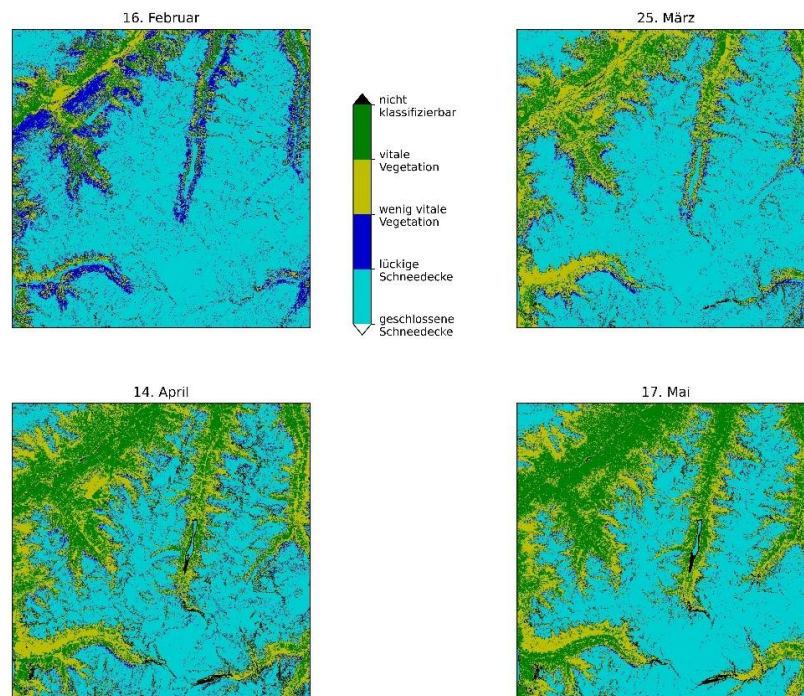 16. Februar
25. März
nicht
klassifizierbar
vitale
Vegetation
wenig vitale
Vegetation
lückige
Schneedecke
geschlossene
Schneedecke
14. April
17. Mai